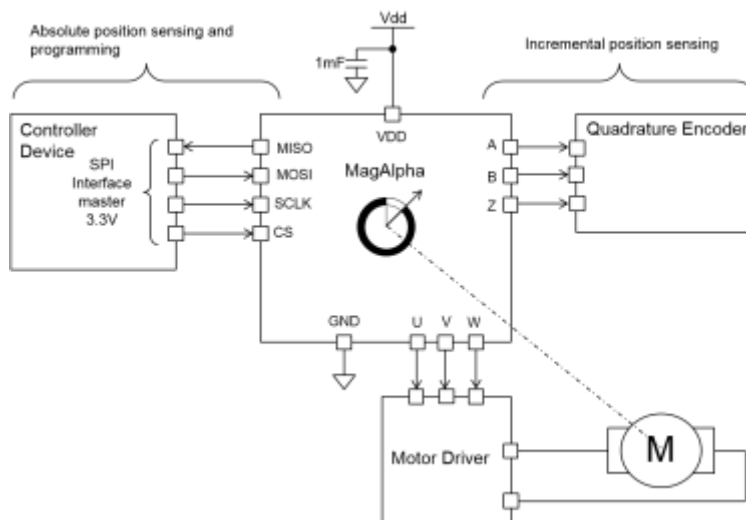 Absolute position sensing and
programming
Vdd
1mF
Incremental position sensing
Controller
Device
SPI
Interface
master
3.3V
MISO
MOSI
SCLK
CS
VDD
MagAlpha
A
B
Z
Quadrature Encoder
GND
U
V
W
Motor Driver
M